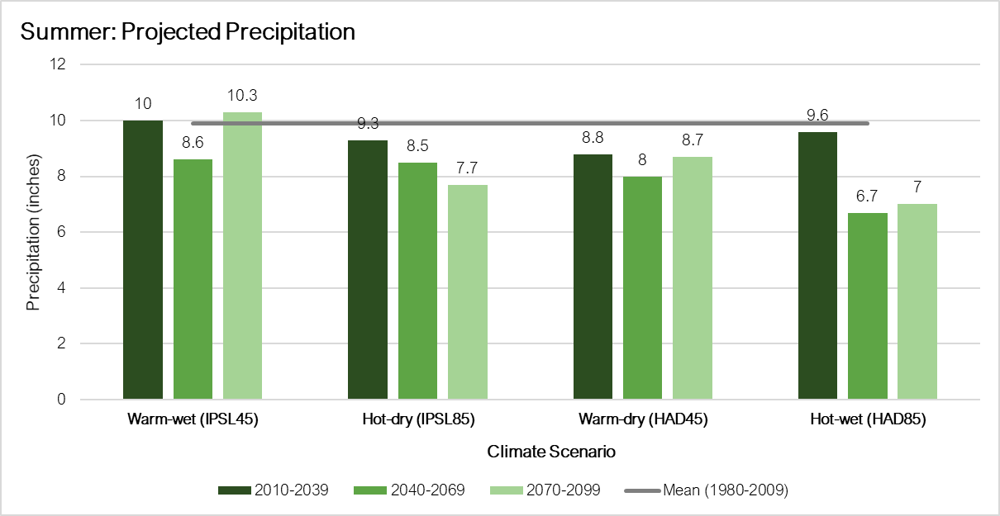 Summer: Projected Precipitation
Precipitation (inches)
12
10
8
6
4
2
0
10
8.6
10.3
9.3
8.5
7.7
8.8
8
8.7
9.6
6.7
7
Warm-wet (IPSL45)
Hot-dry (IPSL85)
Warm-dry (HAD45)
Hot-wet (HAD85)
Climate Scenario
2010-2039
2040-2069
2070-2099
Mean (1980-2009)